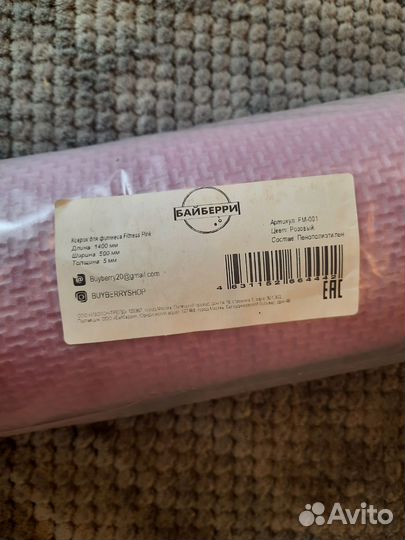 БАЙБЕРРИ
Коврик для фитнеса Fitness Pink
Длина: 1400 мм
Ширина: 500 мм
Толщина: 5 мм
Buyberry20@gmail.com
BUYBERRYSHOP
Артикул: FM-001
Цвет: Розовый
Состав: Пенополиэтилен
4631162664442
EAC
Avito